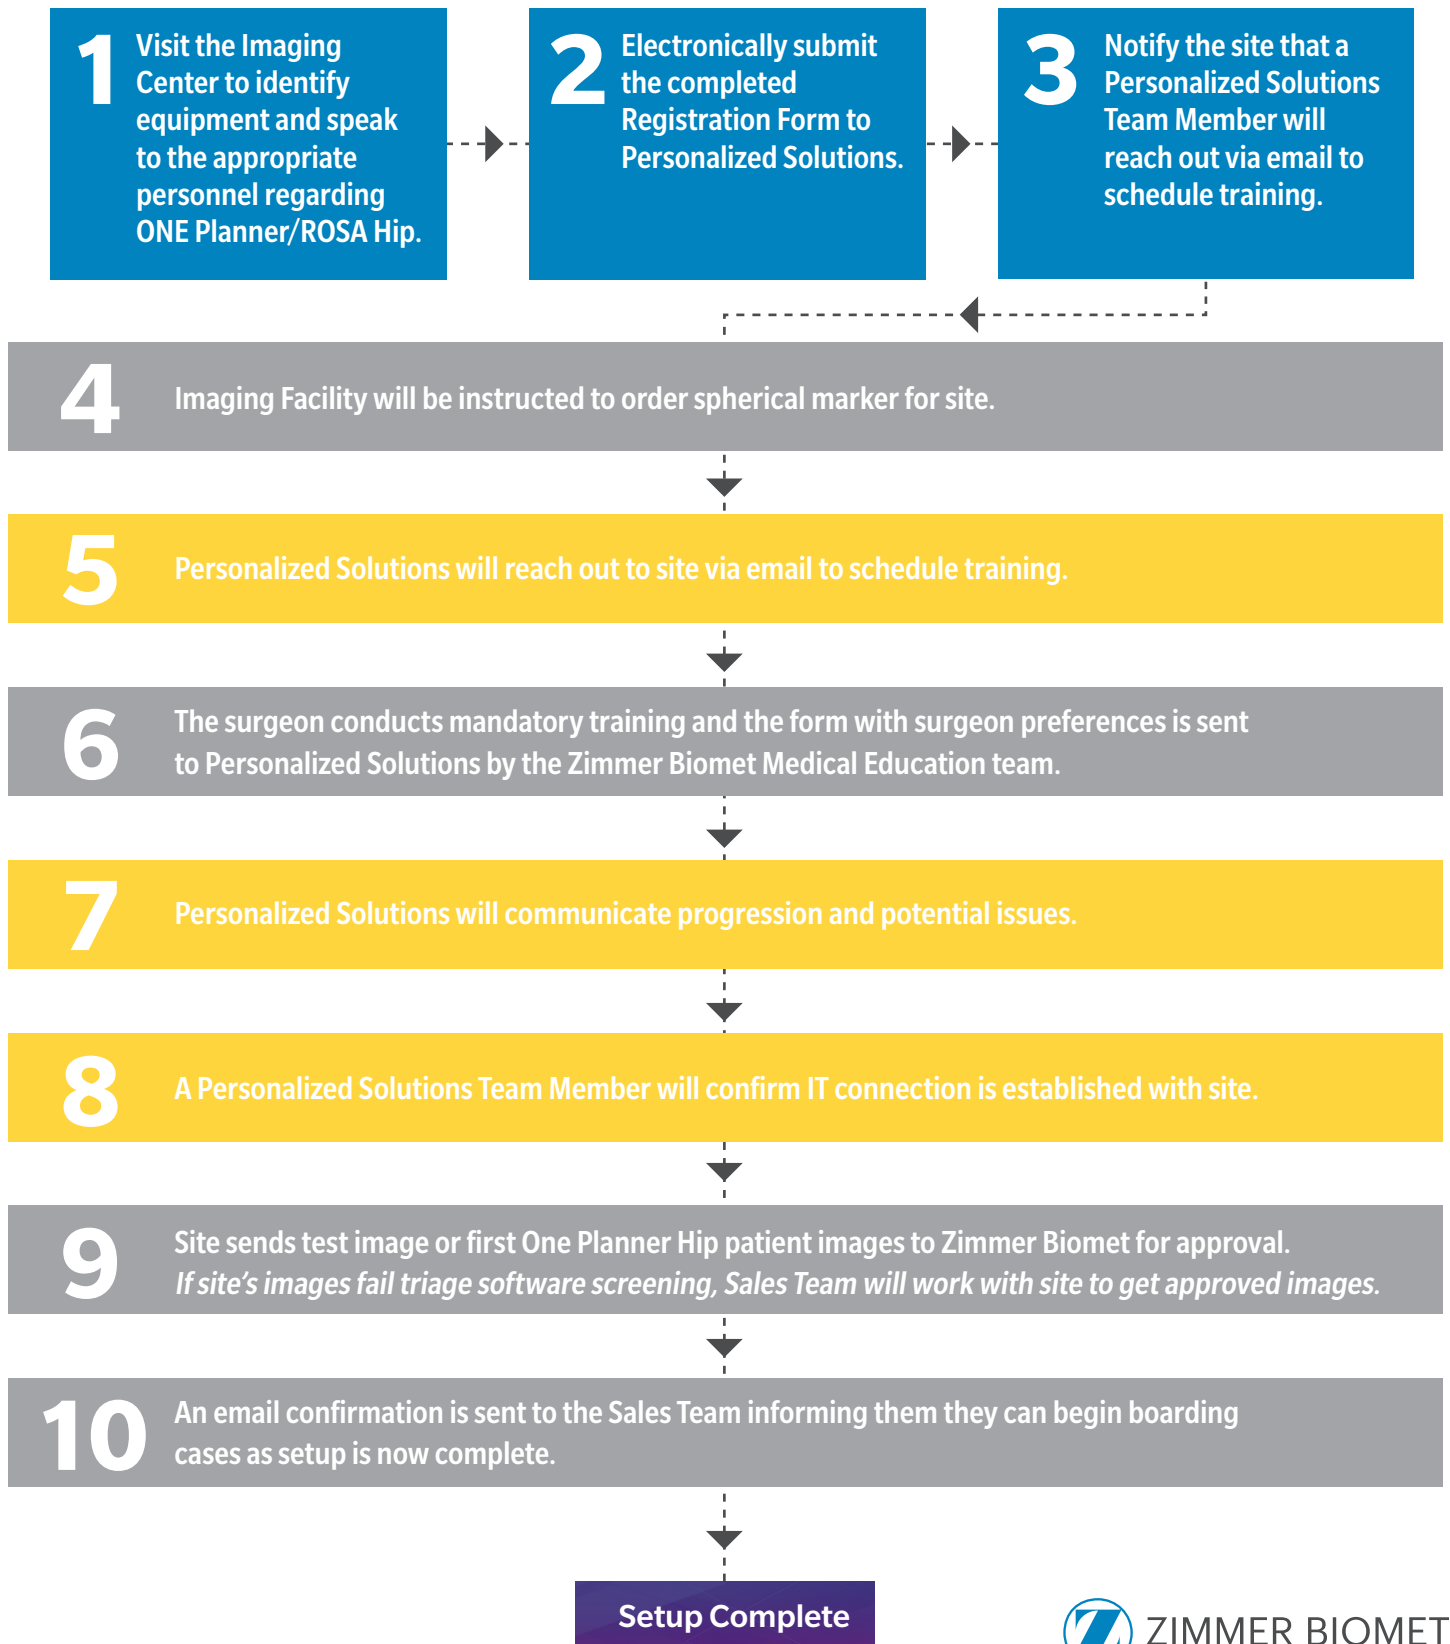 1
Visit the Imaging
Center to identify
equipment and speak
to the appropriate
personnel regarding
ONE Planner/ROSA Hip.
2
Electronically submit
the completed
Registration Form to
Personalized Solutions.
3
Notify the site that a
Personalized Solutions
Team Member will
reach out via email to
schedule training.
4
Imaging Facility will be instructed to order spherical marker for site.
5
Personalized Solutions will reach out to site via email to schedule training.
6
The surgeon conducts mandatory training and the form with surgeon preferences is sent
to Personalized Solutions by the Zimmer Biomet Medical Education team.
7
Personalized Solutions will communicate progression and potential issues.
8
A Personalized Solutions Team Member will confirm IT connection is established with site.
9
Site sends test image or first One Planner Hip patient images to Zimmer Biomet for approval.
If site's images fail triage software screening, Sales Team will work with site to get approved images.
10
An email confirmation is sent to the Sales Team informing them they can begin boarding
cases as setup is now complete.
Setup Complete
ZIMMER BIOMET